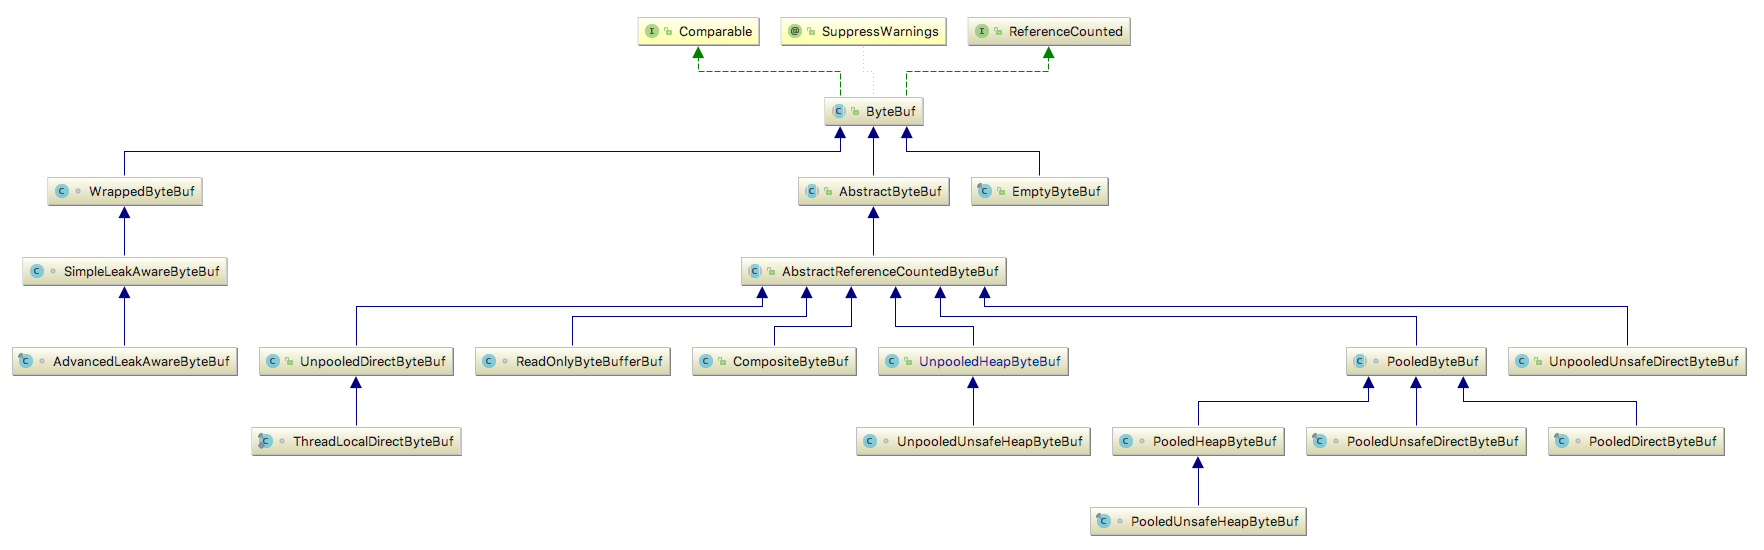 Comparable
SuppressWarnings
ReferenceCounted
ByteBuf
WrappedByteBuf
AbstractByteBuf
EmptyByteBuf
SimpleLeakAwareByteBuf
AbstractReferenceCountedByteBuf
AdvancedLeakAwareByteBuf
UnpooledDirectByteBuf
ReadOnlyByteBufferBuf
CompositeByteBuf
UnpooledHeapByteBuf
PooledByteBuf
UnpooledUnsafeDirectByteBuf
ThreadLocalDirectByteBuf
UnpooledUnsafeHeapByteBuf
PooledHeapByteBuf
PooledUnsafeDirectByteBuf
PooledDirectByteBuf
PooledUnsafeHeapByteBuf